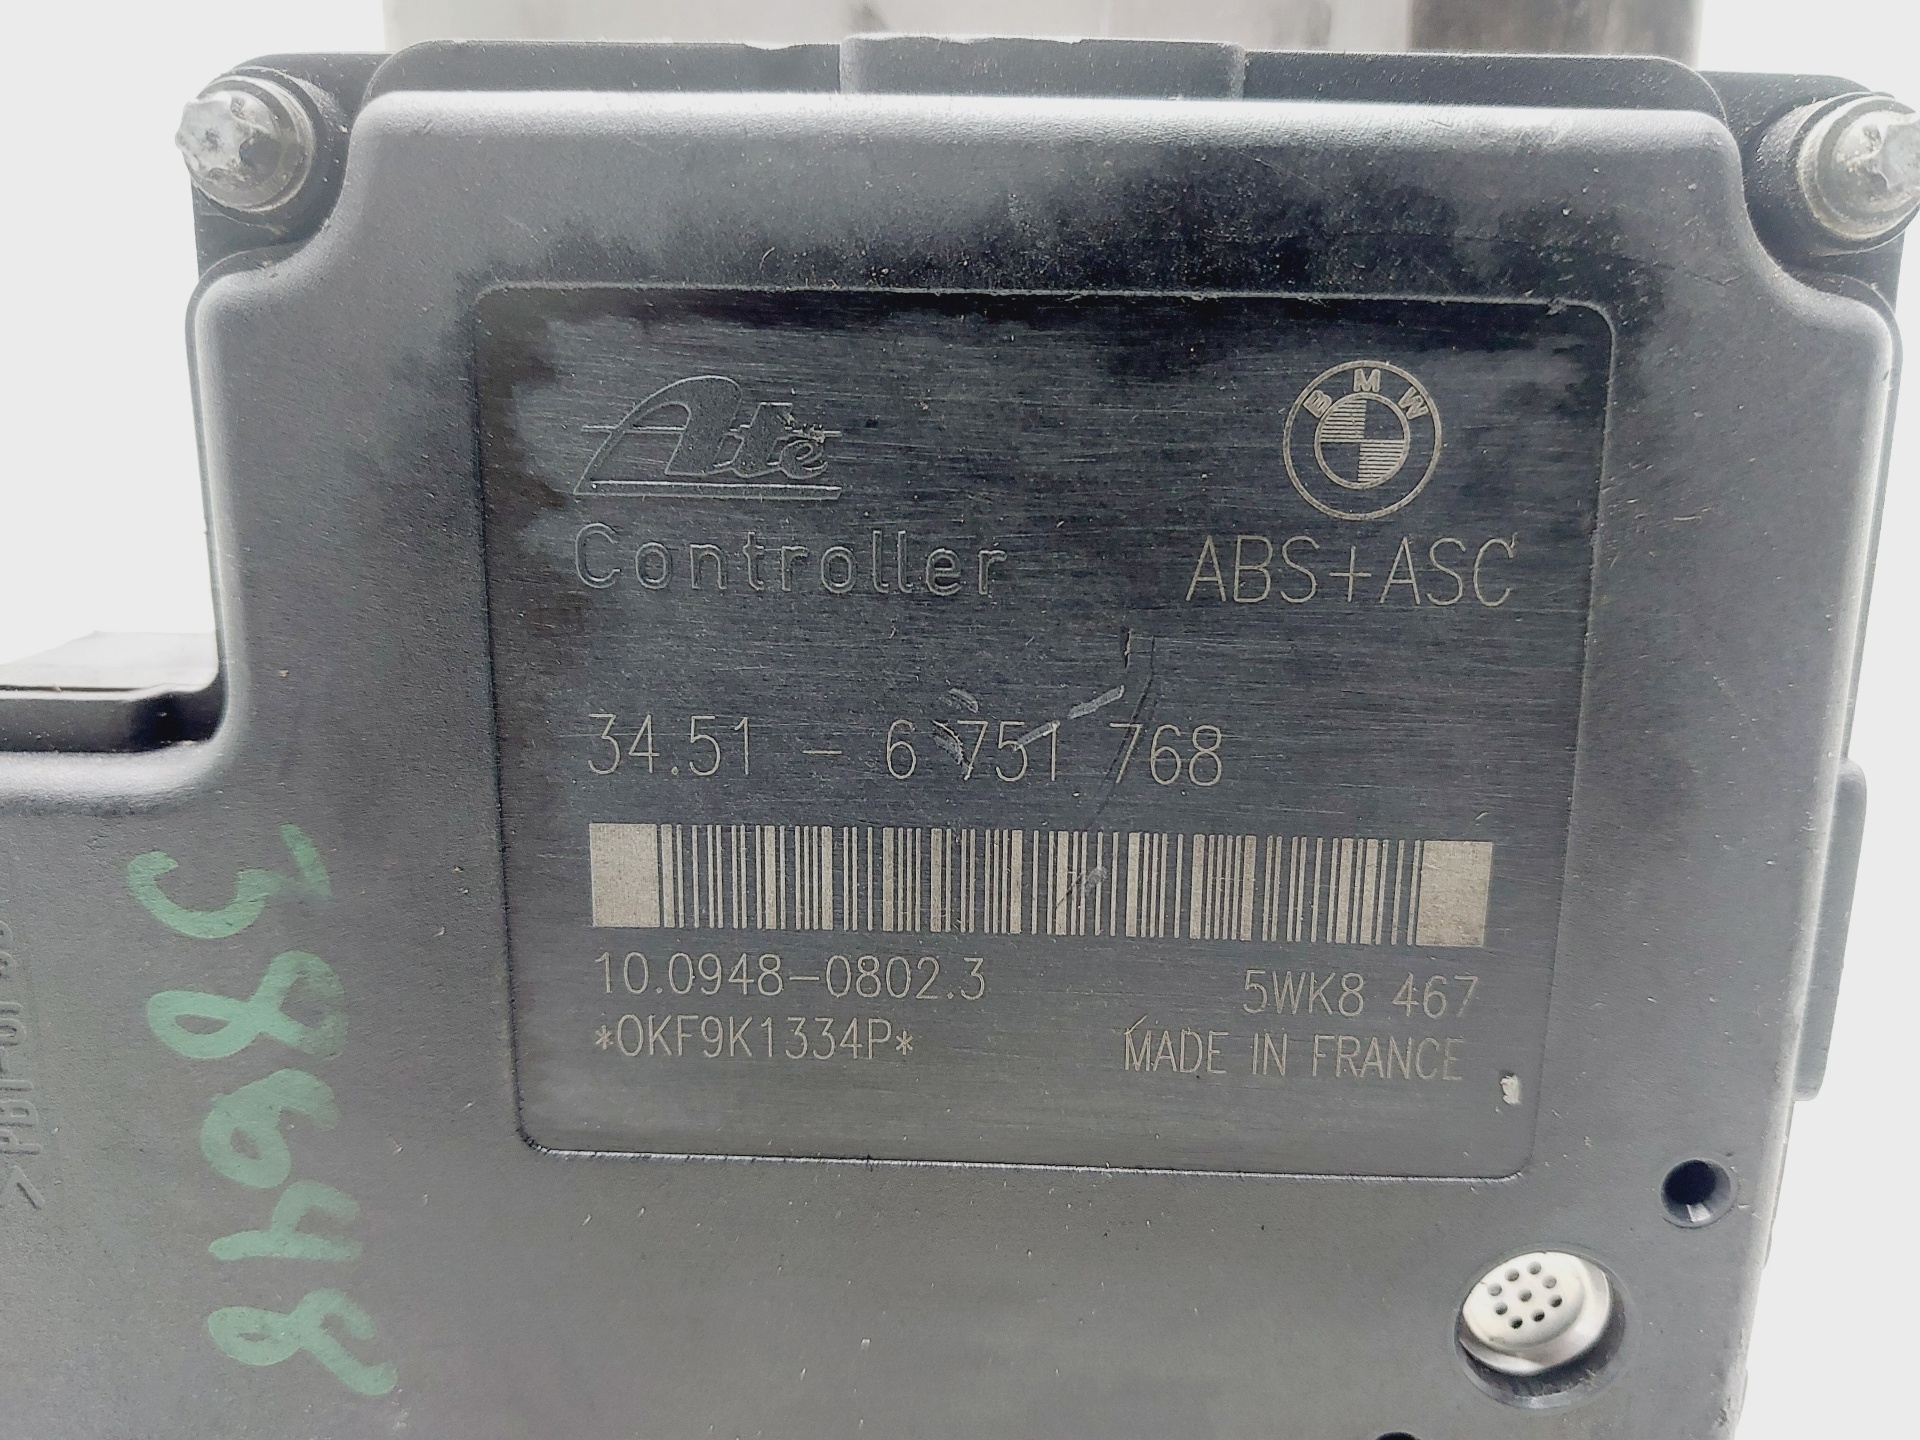 Ate
BMW
Controller
ABS+ASC
34.51 - 6 751 768
10.0948-0802.3
5WK8 467
*0KF9K1334P*
MADE IN FRANCE
38648